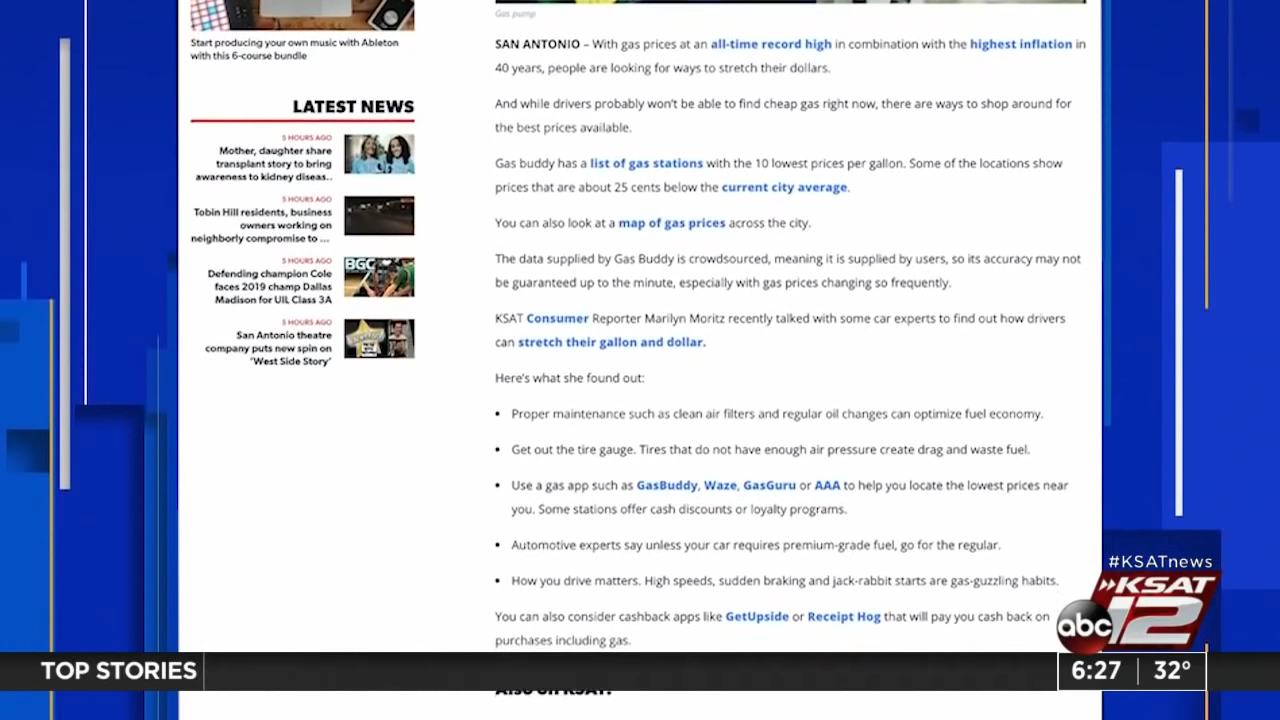 Start producing your own music with Ableton
with this 6-course bundle
LATEST NEWS
5 HOURS AGO
Mother, daughter share
transplant story to bring
awareness to kidney diseas..
5 HOURS AGO
Tobin Hill residents, business
owners working on
neighborly compromise to ...
5 HOURS AGO
Defending champion Cole
faces 2019 champ Dallas
Madison for UIL Class 3A
BGC
5 HOURS AGO
San Antonio theatre
company puts new spin on
'West Side Story'
Gas pump
SAN ANTONIO – With gas prices at an all-time record high in combination with the highest inflation in
40 years, people are looking for ways to stretch their dollars.
And while drivers probably won't be able to find cheap gas right now, there are ways to shop around for
the best prices available.
Gas buddy has a list of gas stations with the 10 lowest prices per gallon. Some of the locations show
prices that are about 25 cents below the current city average.
You can also look at a map of gas prices across the city.
The data supplied by Gas Buddy is crowdsourced, meaning it is supplied by users, so its accuracy may not
be guaranteed up to the minute, especially with gas prices changing so frequently.
KSAT Consumer Reporter Marilyn Moritz recently talked with some car experts to find out how drivers
can stretch their gallon and dollar.
Here's what she found out:
• Proper maintenance such as clean air filters and regular oil changes can optimize fuel economy.
• Get out the tire gauge. Tires that do not have enough air pressure create drag and waste fuel.
• Use a gas app such as GasBuddy, Waze, GasGuru or AAA to help you locate the lowest prices near
you. Some stations offer cash discounts or loyalty programs.
• Automotive experts say unless your car requires premium-grade fuel, go for the regular.
• How you drive matters. High speeds, sudden braking and jack-rabbit starts are gas-guzzling habits.
You can also consider cashback apps like GetUpside or Receipt Hog that will pay you cash back on
purchases including gas.
Also on KSAT:
#KSATnews
KSAT
abc 12
TOP STORIES
6:27 32°